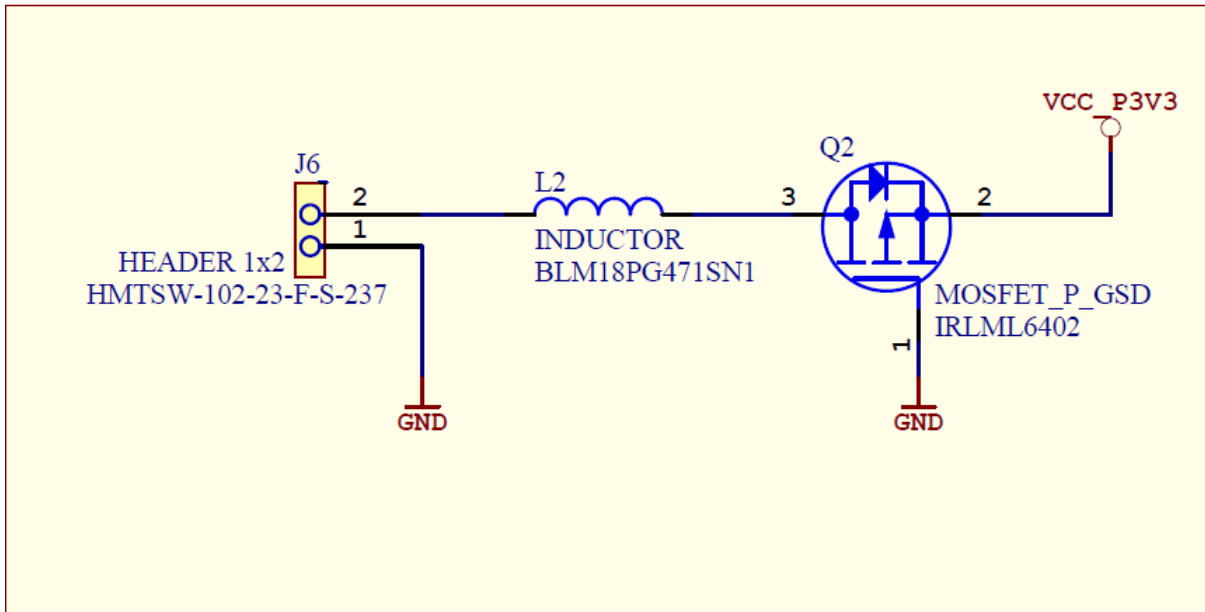 VCC_P3V3
J6
2
1
HEADER 1x2
HMTSW-102-23-F-S-237
GND
L2
INDUCTOR
BLM18PG471SN1
3
Q2
2
MOSFET_P_GSD
IRLML6402
1
GND